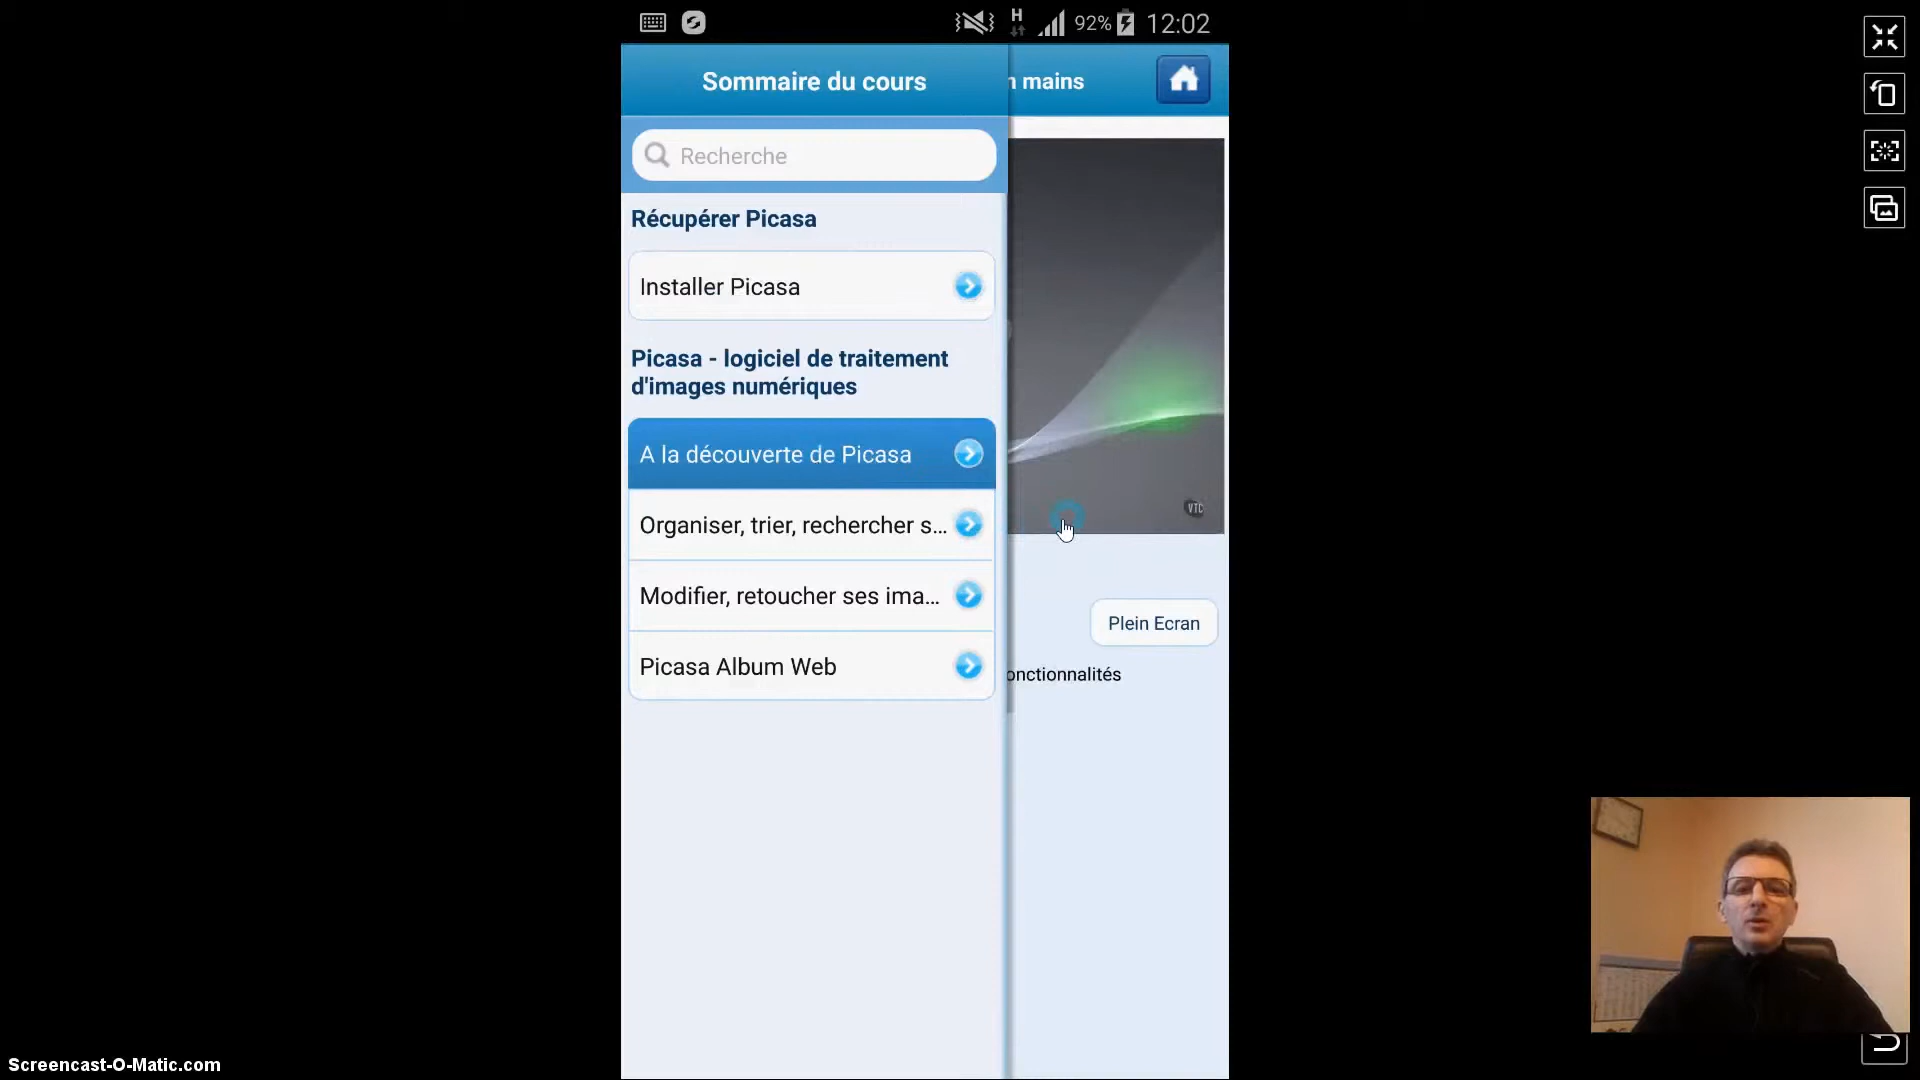 H 92% 12:02
Sommaire du cours
n mains
Recherche
Récupérer Picasa
Installer Picasa
Picasa - logiciel de traitement
d'images numériques
A la découverte de Picasa
Organiser, trier, rechercher s...
VTC
Modifier, retoucher ses ima...
Plein Ecran
Picasa Album Web
onctionnalités
Screencast-O-Matic.com